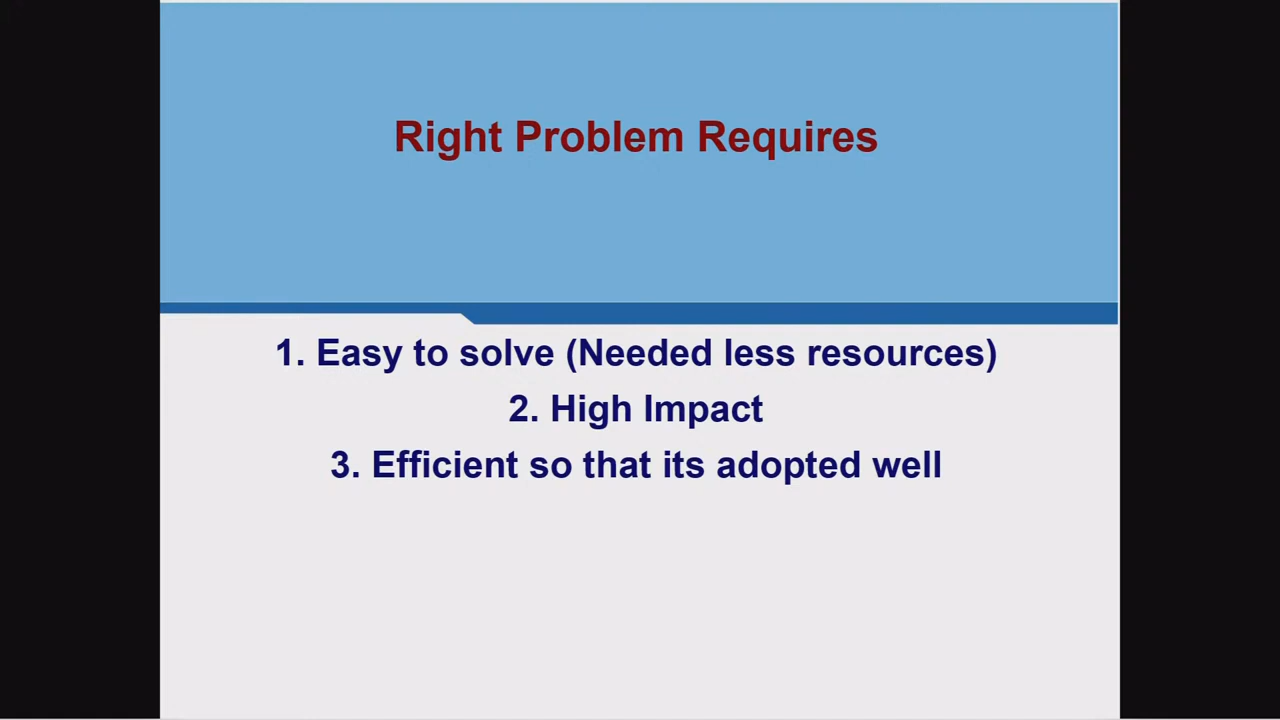 Right Problem Requires
1. Easy to solve (Needed less resources)
2. High Impact
3. Efficient so that its adopted well